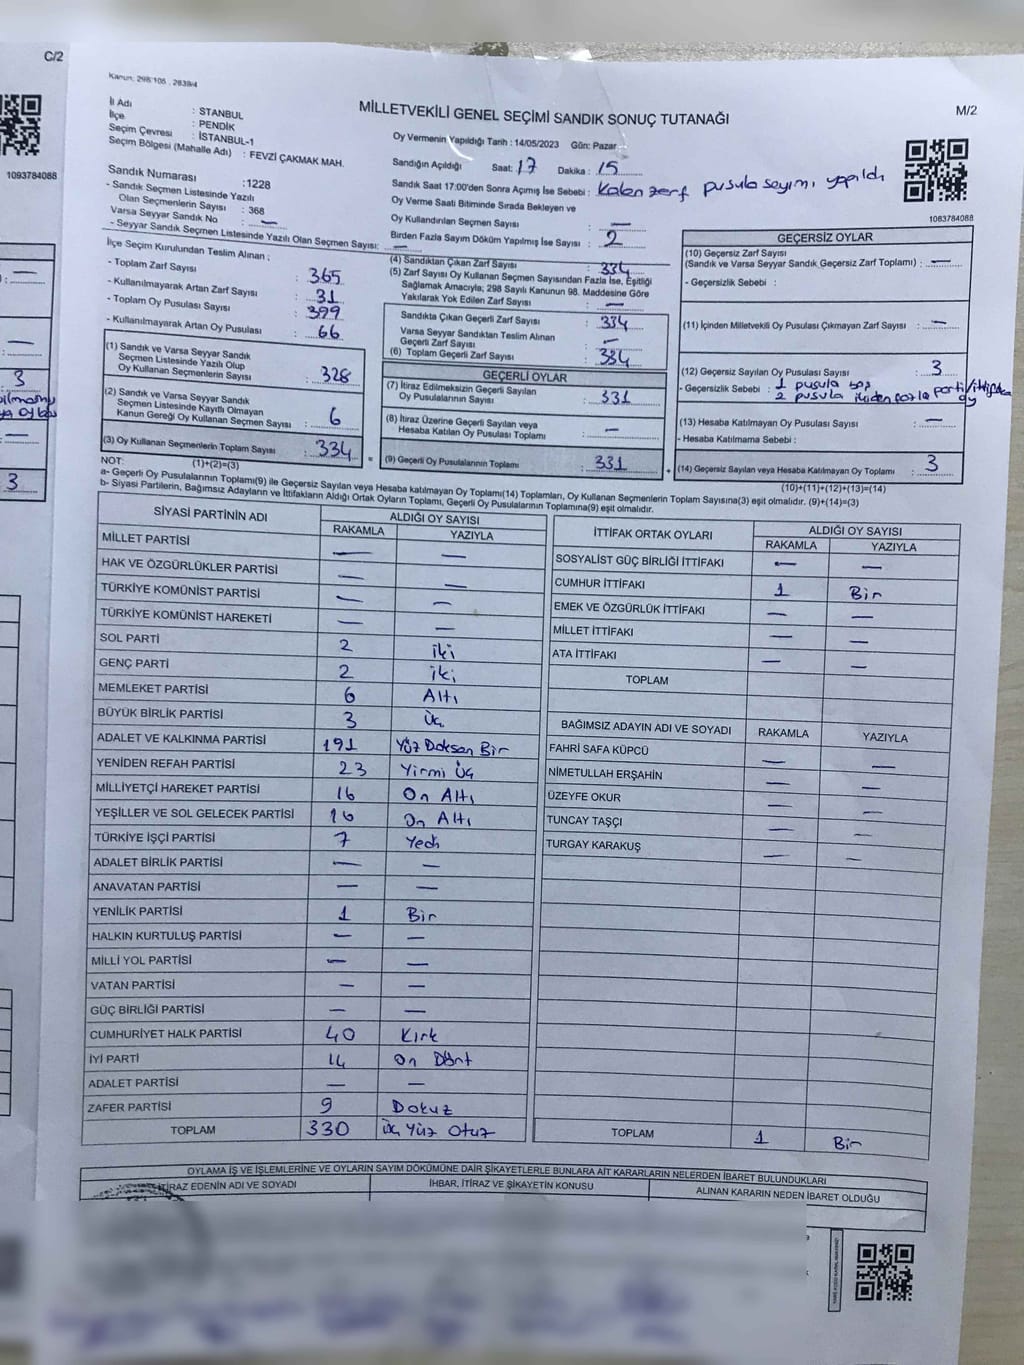 C/2
1093784088
3
3
Kanun: 298/105 , 2839/4
MİLLETVEKİLİ GENEL SEÇİMİ SANDIK SONUÇ TUTANAĞI
M/2
İl Adı : STANBUL
İlçe : PENDİK
Seçim Çevresi : İSTANBUL-1
Seçim Bölgesi (Mahalle Adı) : FEVZİ ÇAKMAK MAH.
Sandık Numarası :1228
- Sandık Seçmen Listesinde Yazılı
Olan Seçmenlerin Sayısı : 368
Varsa Seyyar Sandık No : —
- Seyyar Sandık Seçmen Listesinde Yazılı Olan Seçmen Sayısı: —
Oy Vermenin Yapıldığı Tarih : 14/05/2023 Gün: Pazar
Sandığın Açıldığı Saat: 17 Dakika : 15
Sandık Saat 17:00'den Sonra Açımış İse Sebebi : Kalan zarf pusula sayımı yapıldı
Oy Verme Saati Bitiminde Sırada Bekleyen ve
Oy Kullandırılan Seçmen Sayısı : —
Birden Fazla Sayım Döküm Yapılmış İse Sayısı : 2
1083784088
İlçe Seçim Kurulundan Teslim Alınan ;
- Toplam Zarf Sayısı : 365
- Kullanılmayarak Artan Zarf Sayısı : 31
- Toplam Oy Pusulası Sayısı : 399
- Kullanılmayarak Artan Oy Pusulası : 66
(1) Sandık ve Varsa Seyyar Sandık
Seçmen Listesinde Yazılı Olup
Oy Kullanan Seçmenlerin Sayısı : 328
(2) Sandık ve Varsa Seyyar Sandık
Seçmen Listesinde Kayıtlı Olmayan
Kanun Gereği Oy Kullanan Seçmen Sayısı : 6
(3) Oy Kullanan Seçmenlerin Toplam Sayısı : 334
(1)+(2)=(3)
(4) Sandıktan Çıkan Zarf Sayısı : 334
(5) Zarf Sayısı Oy Kullanan Seçmen Sayısından Fazla İse, Eşitliği
Sağlamak Amacıyla; 298 Sayılı Kanunun 98. Maddesine Göre
Yakılarak Yok Edilen Zarf Sayısı : —
Sandıkta Çıkan Geçerli Zarf Sayısı : 334
Varsa Seyyar Sandıktan Teslim Alınan
Geçerli Zarf Sayısı : —
(6) Toplam Geçerli Zarf Sayısı : 334
GEÇERLİ OYLAR
(7) İtiraz Edilmeksizin Geçerli Sayılan
Oy Pusulalarının Sayısı : 331
(8) İtiraz Üzerine Geçerli Sayılan veya
Hesaba Katılan Oy Pusulası Toplamı : —
(9) Geçerli Oy Pusulalarının Toplamı : 331
GEÇERSİZ OYLAR
(10) Geçersiz Zarf Sayısı
(Sandık ve Varsa Seyyar Sandık Geçersiz Zarf Toplamı) : —
- Geçersizlik Sebebi :
(11) İçinden Milletvekili Oy Pusulası Çıkmayan Zarf Sayısı : —
(12) Geçersiz Sayılan Oy Pusulası Sayısı : 3
- Geçersizlik Sebebi : 1 pusula boş
2 pusula ikiden fazla parti/ittifaka
oy
(13) Hesaba Katılmayan Oy Pusulası Sayısı : —
- Hesaba Katılmama Sebebi :
(14) Geçersiz Sayılan veya Hesaba Katılmayan Oy Toplamı : 3
(10)+(11)+(12)+(13)=(14)
NOT:
a- Geçerli Oy Pusulalarının Toplamı(9) ile Geçersiz Sayılan veya Hesaba katılmayan Oy Toplamı(14) Toplamları, Oy Kullanan Seçmenlerin Toplam Sayısına(3) eşit olmalıdır. (9)+(14)=(3)
b- Siyasi Partilerin, Bağımsız Adayların ve İttifakların Aldığı Ortak Oyların Toplamı, Geçerli Oy Pusulalarının Toplamına(9) eşit olmalıdır.
SİYASİ PARTİNİN ADI ALDIĞI OY SAYISI
RAKAMLA YAZIYLA
MİLLET PARTİSİ — —
HAK VE ÖZGÜRLÜKLER PARTİSİ — —
TÜRKİYE KOMÜNİST PARTİSİ — —
TÜRKİYE KOMÜNİST HAREKETİ — —
SOL PARTİ 2 iki
GENÇ PARTİ 2 iki
MEMLEKET PARTİSİ 6 Altı
BÜYÜK BİRLİK PARTİSİ 3 Üç
ADALET VE KALKINMA PARTİSİ 191 Yüz Doksan Bir
YENİDEN REFAH PARTİSİ 23 Yirmi Üç
MİLLİYETÇİ HAREKET PARTİSİ 16 On Altı
YEŞİLLER VE SOL GELECEK PARTİSİ 16 On Altı
TÜRKİYE İŞÇİ PARTİSİ 7 Yedi
ADALET BİRLİK PARTİSİ — —
ANAVATAN PARTİSİ — —
YENİLİK PARTİSİ 1 Bir
HALKIN KURTULUŞ PARTİSİ — —
MİLLİ YOL PARTİSİ — —
VATAN PARTİSİ — —
GÜÇ BİRLİĞİ PARTİSİ — —
CUMHURİYET HALK PARTİSİ 40 Kırk
İYİ PARTİ 14 On Dört
ADALET PARTİSİ — —
ZAFER PARTİSİ 9 Dokuz
TOPLAM 330 Üç Yüz Otuz
İTTİFAK ORTAK OYLARI ALDIĞI OY SAYISI
RAKAMLA YAZIYLA
SOSYALİST GÜÇ BİRLİĞİ İTTİFAKI — —
CUMHUR İTTİFAKI 1 Bir
EMEK VE ÖZGÜRLÜK İTTİFAKI — —
MİLLET İTTİFAKI — —
ATA İTTİFAKI — —
TOPLAM
BAĞIMSIZ ADAYIN ADI VE SOYADI RAKAMLA YAZIYLA
FAHRİ SAFA KÜPCÜ — —
NİMETULLAH ERŞAHİN — —
ÜZEYFE OKUR — —
TUNCAY TAŞÇI — —
TURGAY KARAKUŞ — —
TOPLAM 1 Bir
OYLAMA İŞ VE İŞLEMLERİNE VE OYLARIN SAYIM DÖKÜMÜNE DAİR ŞİKAYETLERLE BUNLARA AİT KARARLARIN NELERDEN İBARET BULUNDUKLARI
İTİRAZ EDENİN ADI VE SOYADI İHBAR, İTİRAZ VE ŞİKAYETİN KONUSU ALINAN KARARIN NEDEN İBARET OLDUĞU